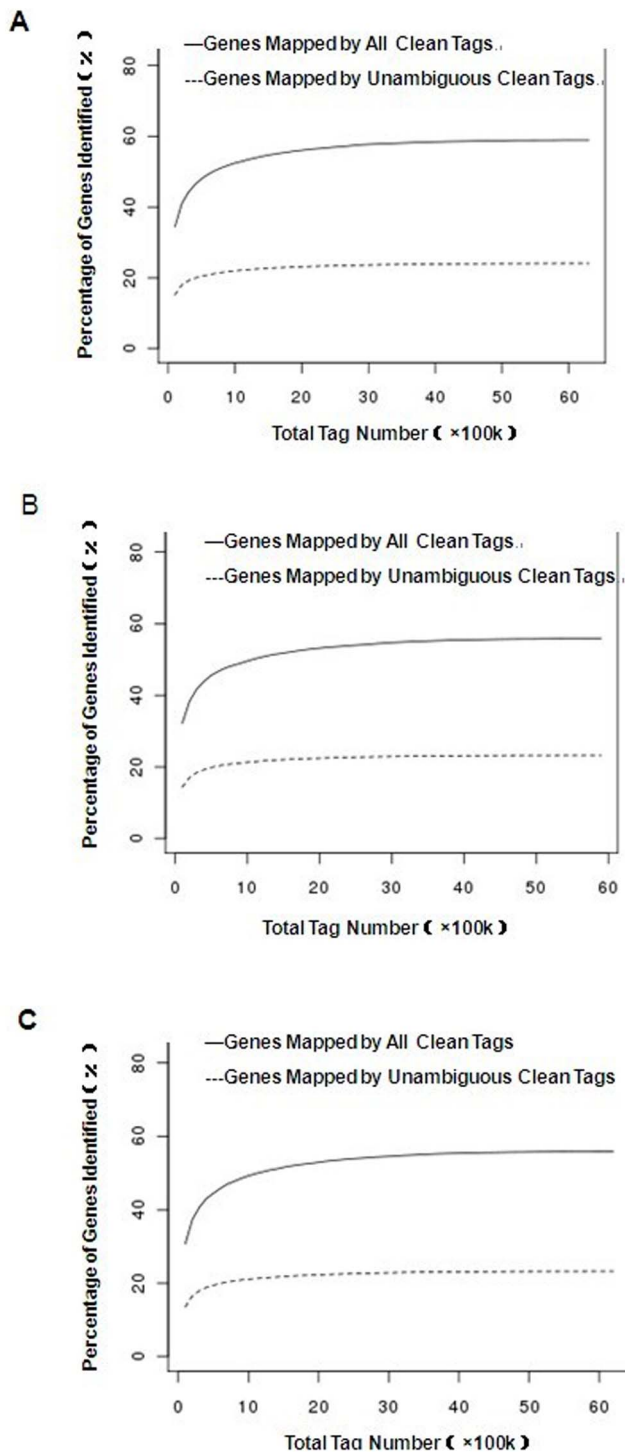 A
—Genes Mapped by All Clean Tags.
---Genes Mapped by Unambiguous Clean Tags.
Percentage of Genes Identified (%)
80
60
40
20
0
0 10 20 30 40 50 60
Total Tag Number ( ×100k )
B
—Genes Mapped by All Clean Tags.
---Genes Mapped by Unambiguous Clean Tags.
Percentage of Genes Identified (%)
80
60
40
20
0
0 10 20 30 40 50 60
Total Tag Number ( ×100k )
C
—Genes Mapped by All Clean Tags
---Genes Mapped by Unambiguous Clean Tags
Percentage of Genes Identified (%)
80
60
40
20
0
0 10 20 30 40 50 60
Total Tag Number ( ×100k )